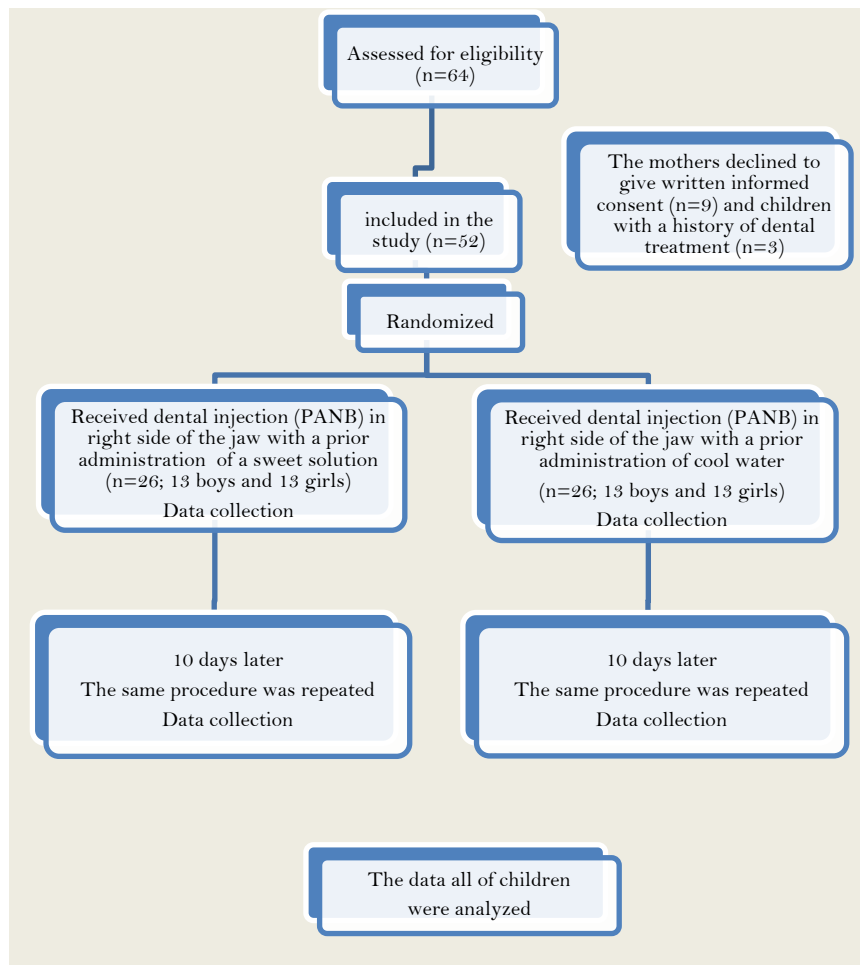 Assessed for eligibility
(n=64)
The mothers declined to
give written informed
consent (n=9) and children
with a history of dental
treatment (n=3)
included in the
study (n=52)
Randomized
Received dental injection (PANB) in
right side of the jaw with a prior
administration of a sweet solution
(n=26; 13 boys and 13 girls)
Data collection
Received dental injection (PANB) in
right side of the jaw with a prior
administration of cool water
(n=26; 13 boys and 13 girls)
Data collection
10 days later
The same procedure was repeated
Data collection
10 days later
The same procedure was repeated
Data collection
The data all of children
were analyzed